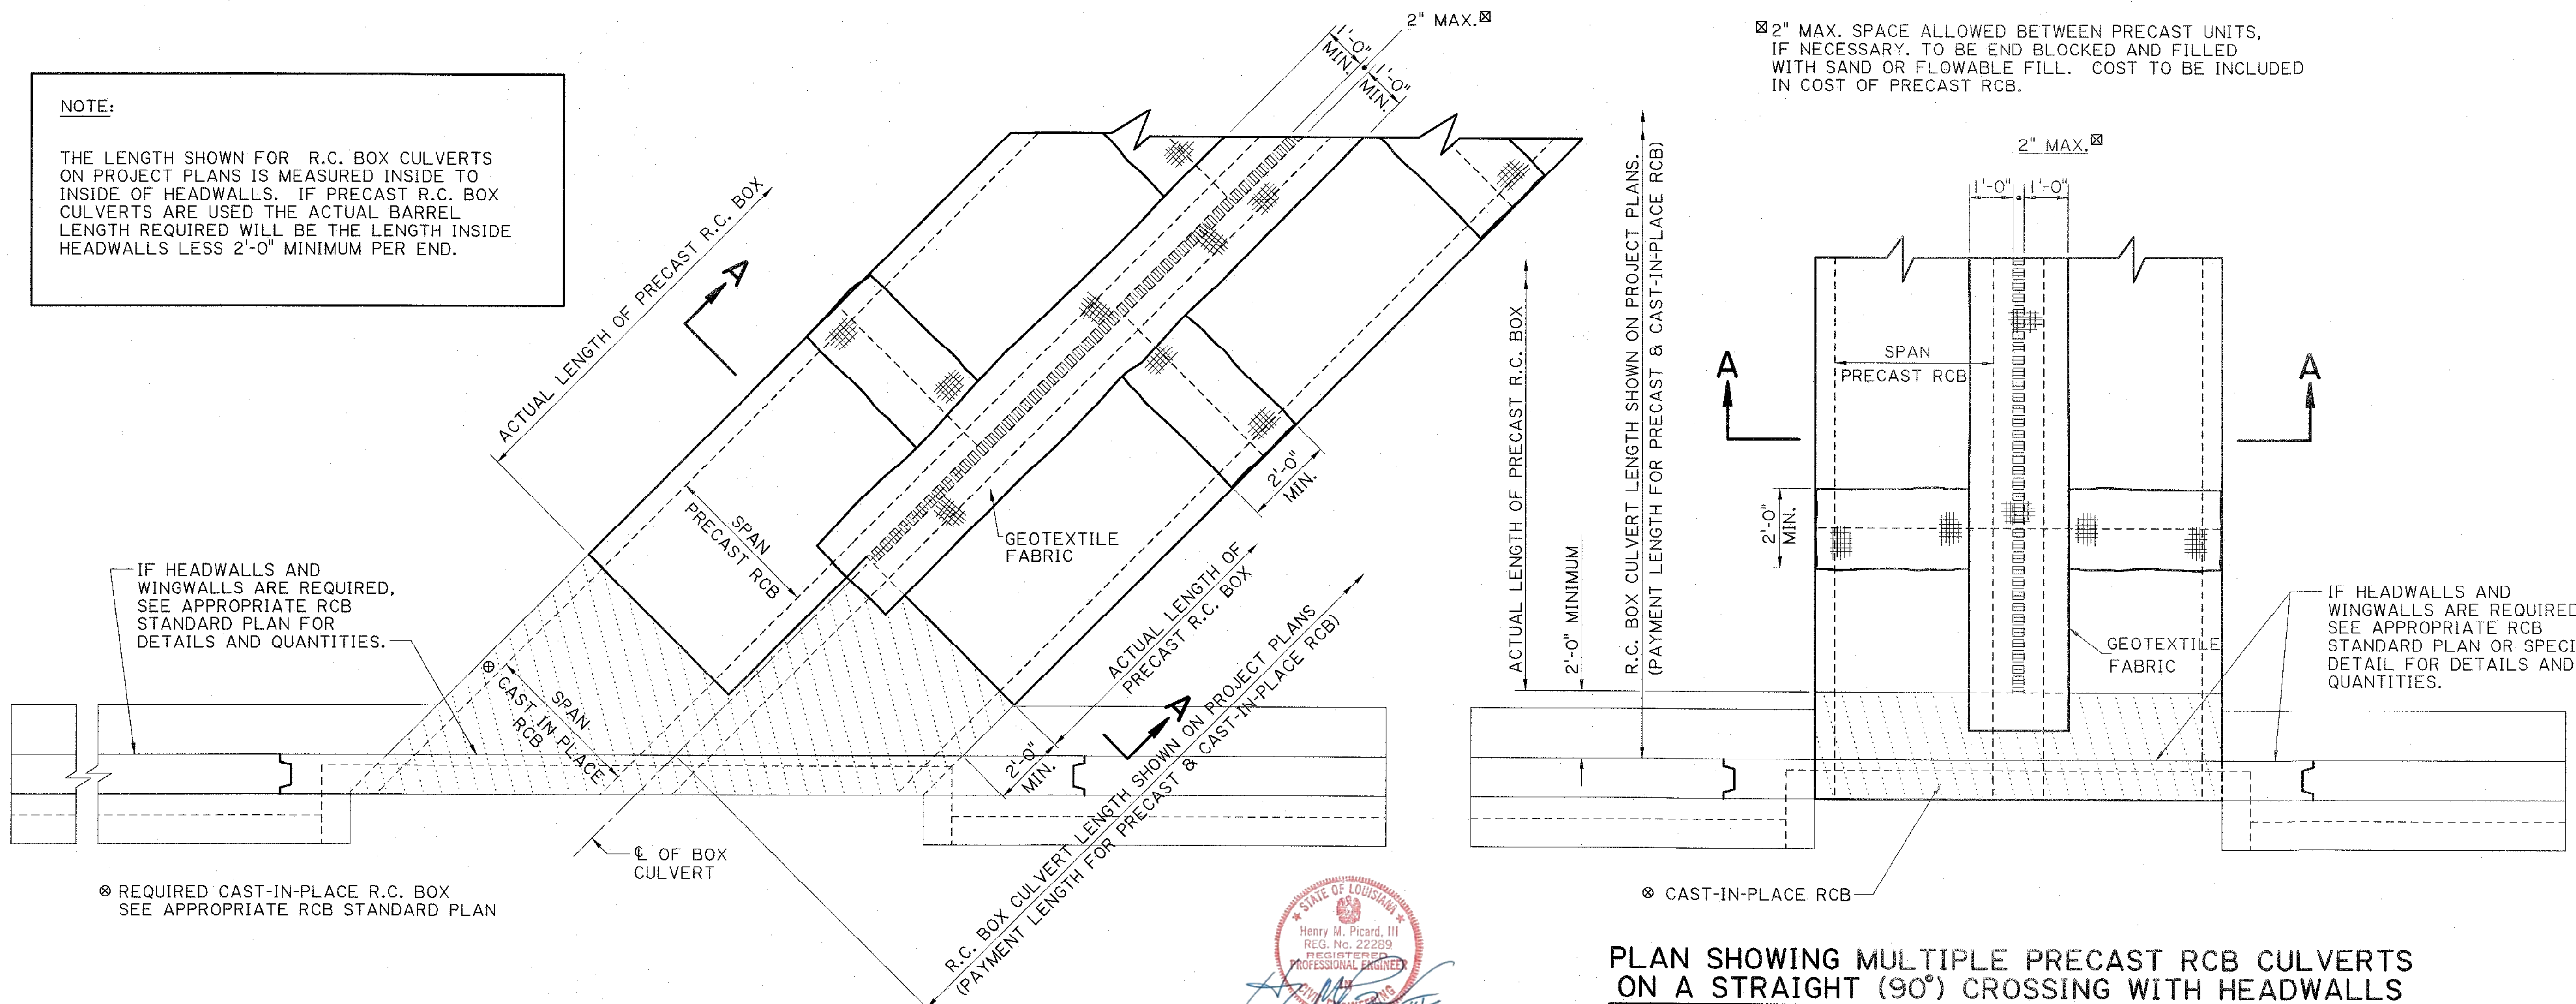 NOTE:
THE LENGTH SHOWN FOR R.C. BOX CULVERTS
ON PROJECT PLANS IS MEASURED INSIDE TO
INSIDE OF HEADWALLS. IF PRECAST R.C. BOX
CULVERTS ARE USED THE ACTUAL BARREL
LENGTH REQUIRED WILL BE THE LENGTH INSIDE
HEADWALLS LESS 2'-0" MINIMUM PER END.
2" MAX.⊠
1'-0"
MIN.
1'-0"
MIN.
ACTUAL LENGTH OF PRECAST R.C. BOX
A
SPAN
PRECAST RCB
GEOTEXTILE
FABRIC
2'-0"
MIN.
IF HEADWALLS AND
WINGWALLS ARE REQUIRED,
SEE APPROPRIATE RCB
STANDARD PLAN FOR
DETAILS AND QUANTITIES.
⊗
SPAN
CAST IN PLACE
RCB
ACTUAL LENGTH OF
PRECAST R.C. BOX
A
2'-0"
MIN.
R.C. BOX CULVERT LENGTH SHOWN ON PROJECT PLANS
(PAYMENT LENGTH FOR PRECAST & CAST-IN-PLACE RCB)
℄ OF BOX
CULVERT
⊗ REQUIRED CAST-IN-PLACE R.C. BOX
SEE APPROPRIATE RCB STANDARD PLAN
STATE OF LOUISIANA
Henry M. Picard, III
REG. No. 22289
REGISTERED
PROFESSIONAL ENGINEER
IN
CIVIL ENGINEERING
⊠ 2" MAX. SPACE ALLOWED BETWEEN PRECAST UNITS,
IF NECESSARY. TO BE END BLOCKED AND FILLED
WITH SAND OR FLOWABLE FILL. COST TO BE INCLUDED
IN COST OF PRECAST RCB.
2" MAX.⊠
1'-0"
1'-0"
ACTUAL LENGTH OF PRECAST R.C. BOX
2'-0" MINIMUM
R.C. BOX CULVERT LENGTH SHOWN ON PROJECT PLANS.
(PAYMENT LENGTH FOR PRECAST & CAST-IN-PLACE RCB)
SPAN
PRECAST RCB
A
A
2'-0"
MIN.
GEOTEXTILE
FABRIC
IF HEADWALLS AND
WINGWALLS ARE REQUIRED
SEE APPROPRIATE RCB
STANDARD PLAN OR SPECI
DETAIL FOR DETAILS AND
QUANTITIES.
⊗ CAST-IN-PLACE RCB
PLAN SHOWING MULTIPLE PRECAST RCB CULVERTS
ON A STRAIGHT (90°) CROSSING WITH HEADWALLS